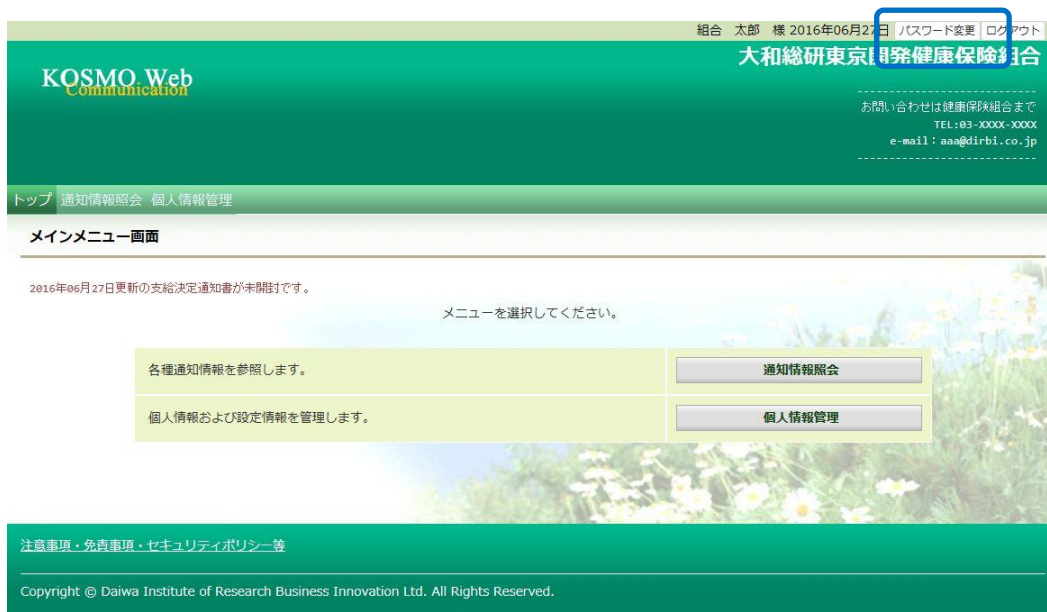 組合 太郎 様 2016年06月27日 パスワード変更 ログアウト
大和総研東京開発健康保険組合
KOSMO Web
Communication
お問い合わせは健康保険組合まで
TEL:03-XXXX-XXXX
e-mail：aaa@dirbi.co.jp
トップ 通知情報照会 個人情報管理
メインメニュー画面
2016年06月27日更新の支給決定通知書が未開封です。
メニューを選択してください。
各種通知情報を参照します。 通知情報照会
個人情報および設定情報を管理します。 個人情報管理
注意事項・免責事項・セキュリティポリシー等
Copyright © Daiwa Institute of Research Business Innovation Ltd. All Rights Reserved.